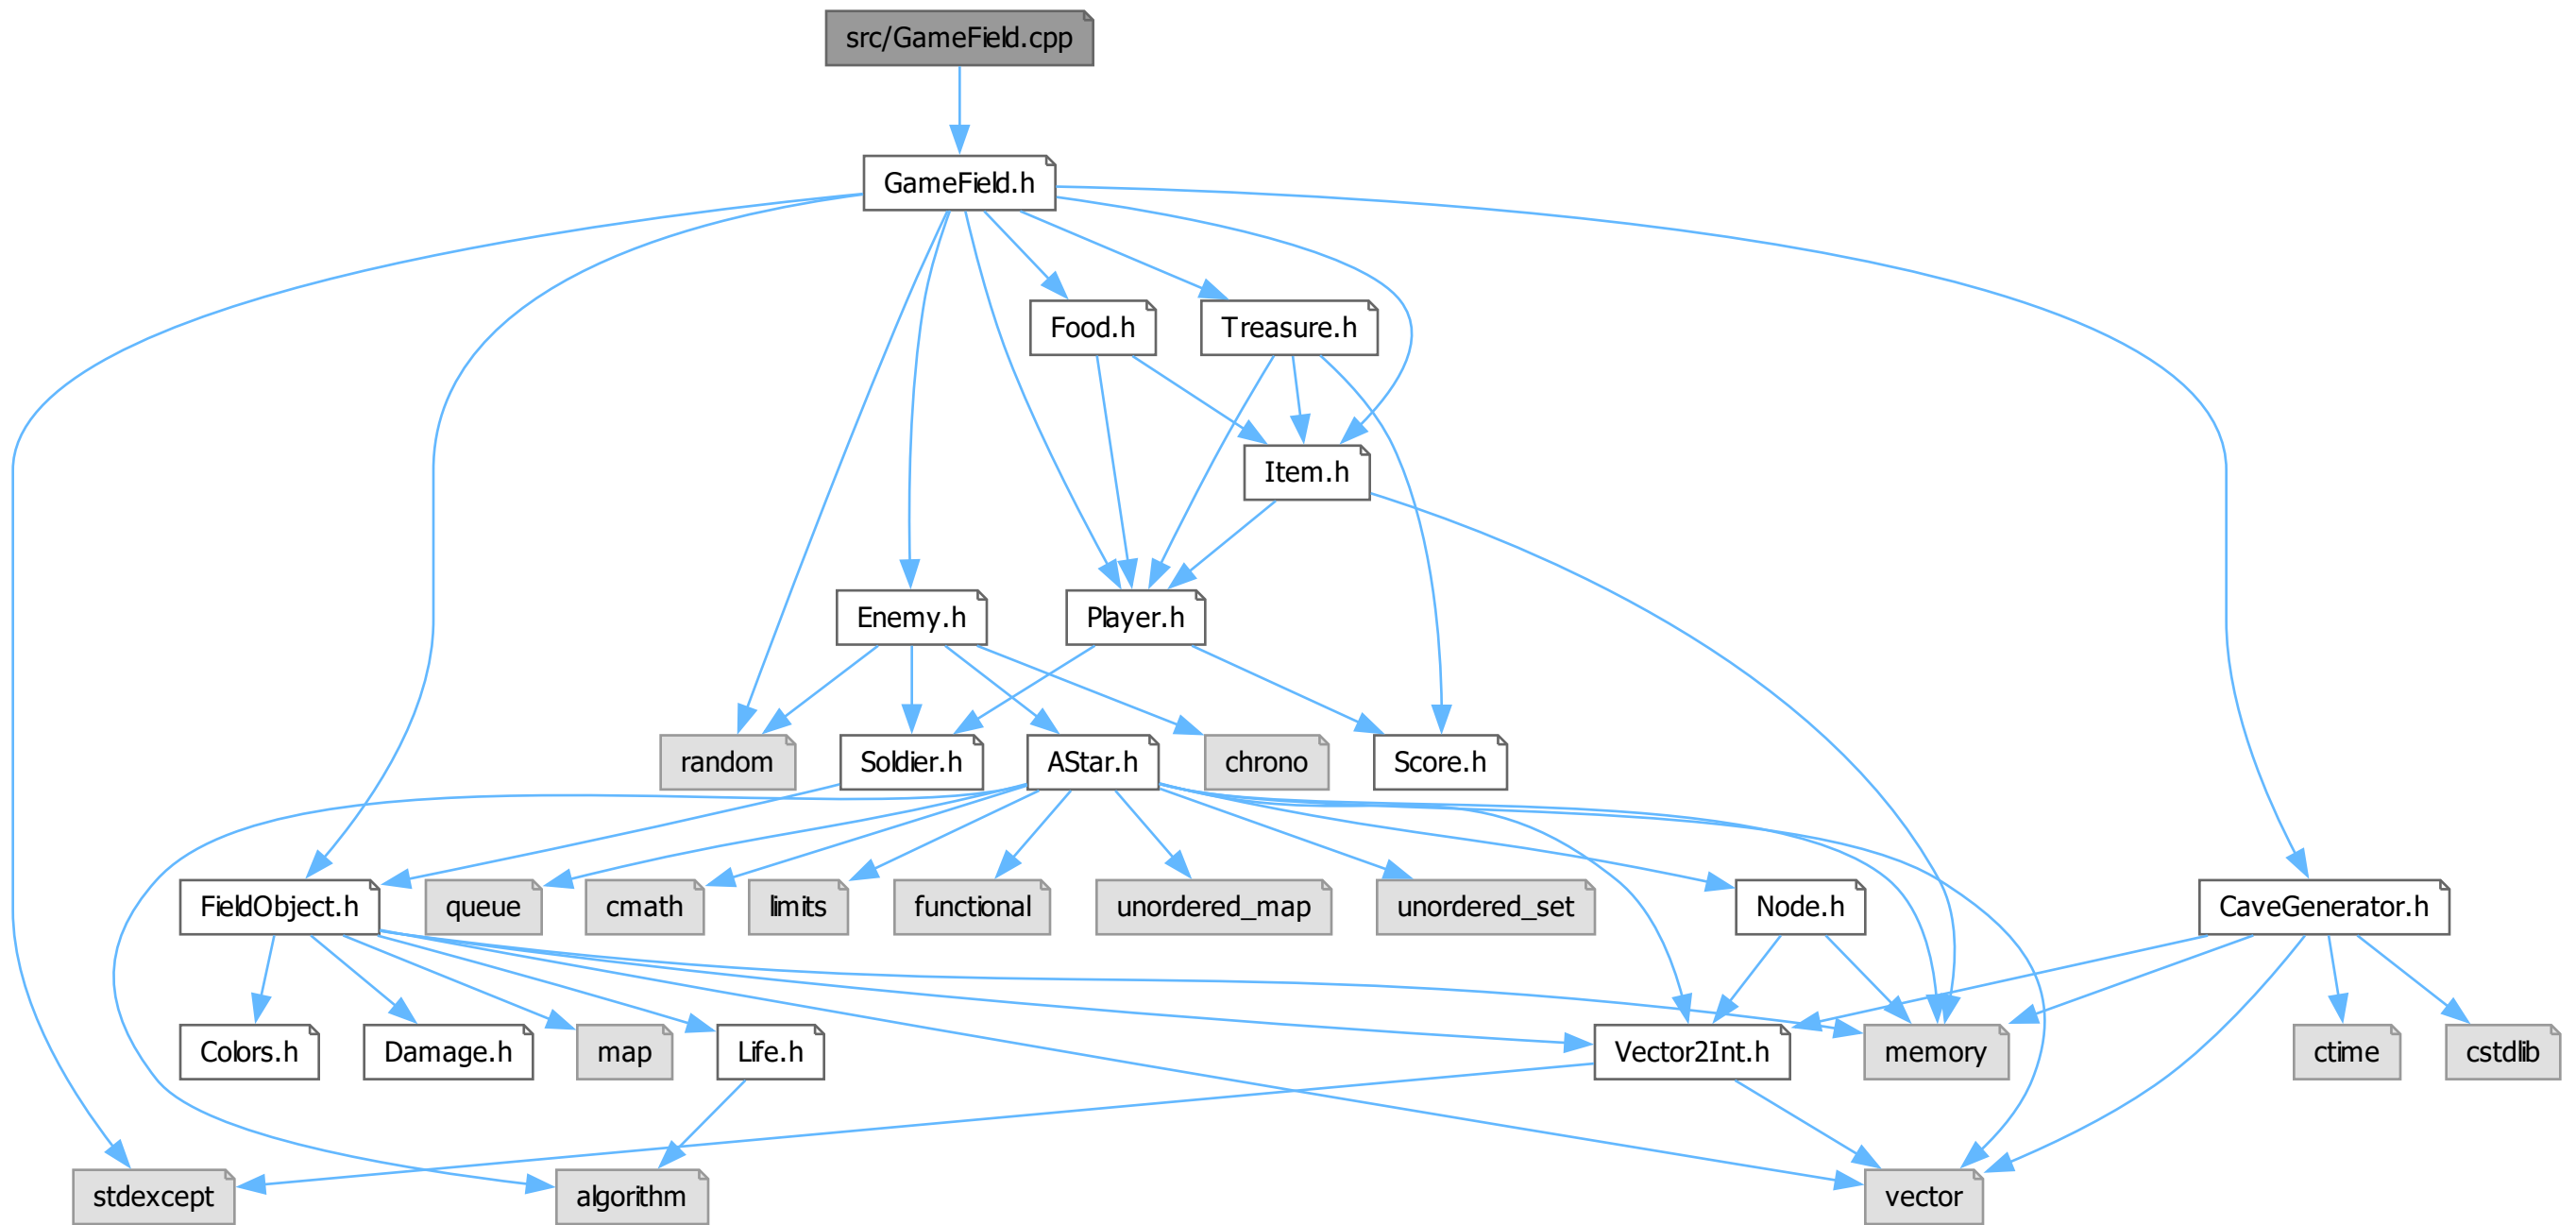 src/GameField.cpp
GameField.h
Food.h
Treasure.h
Item.h
Enemy.h
Player.h
random
Soldier.h
AStar.h
chrono
Score.h
FieldObject.h
queue
cmath
limits
functional
unordered_map
unordered_set
Node.h
CaveGenerator.h
Colors.h
Damage.h
map
Life.h
Vector2Int.h
memory
ctime
cstdlib
stdexcept
algorithm
vector